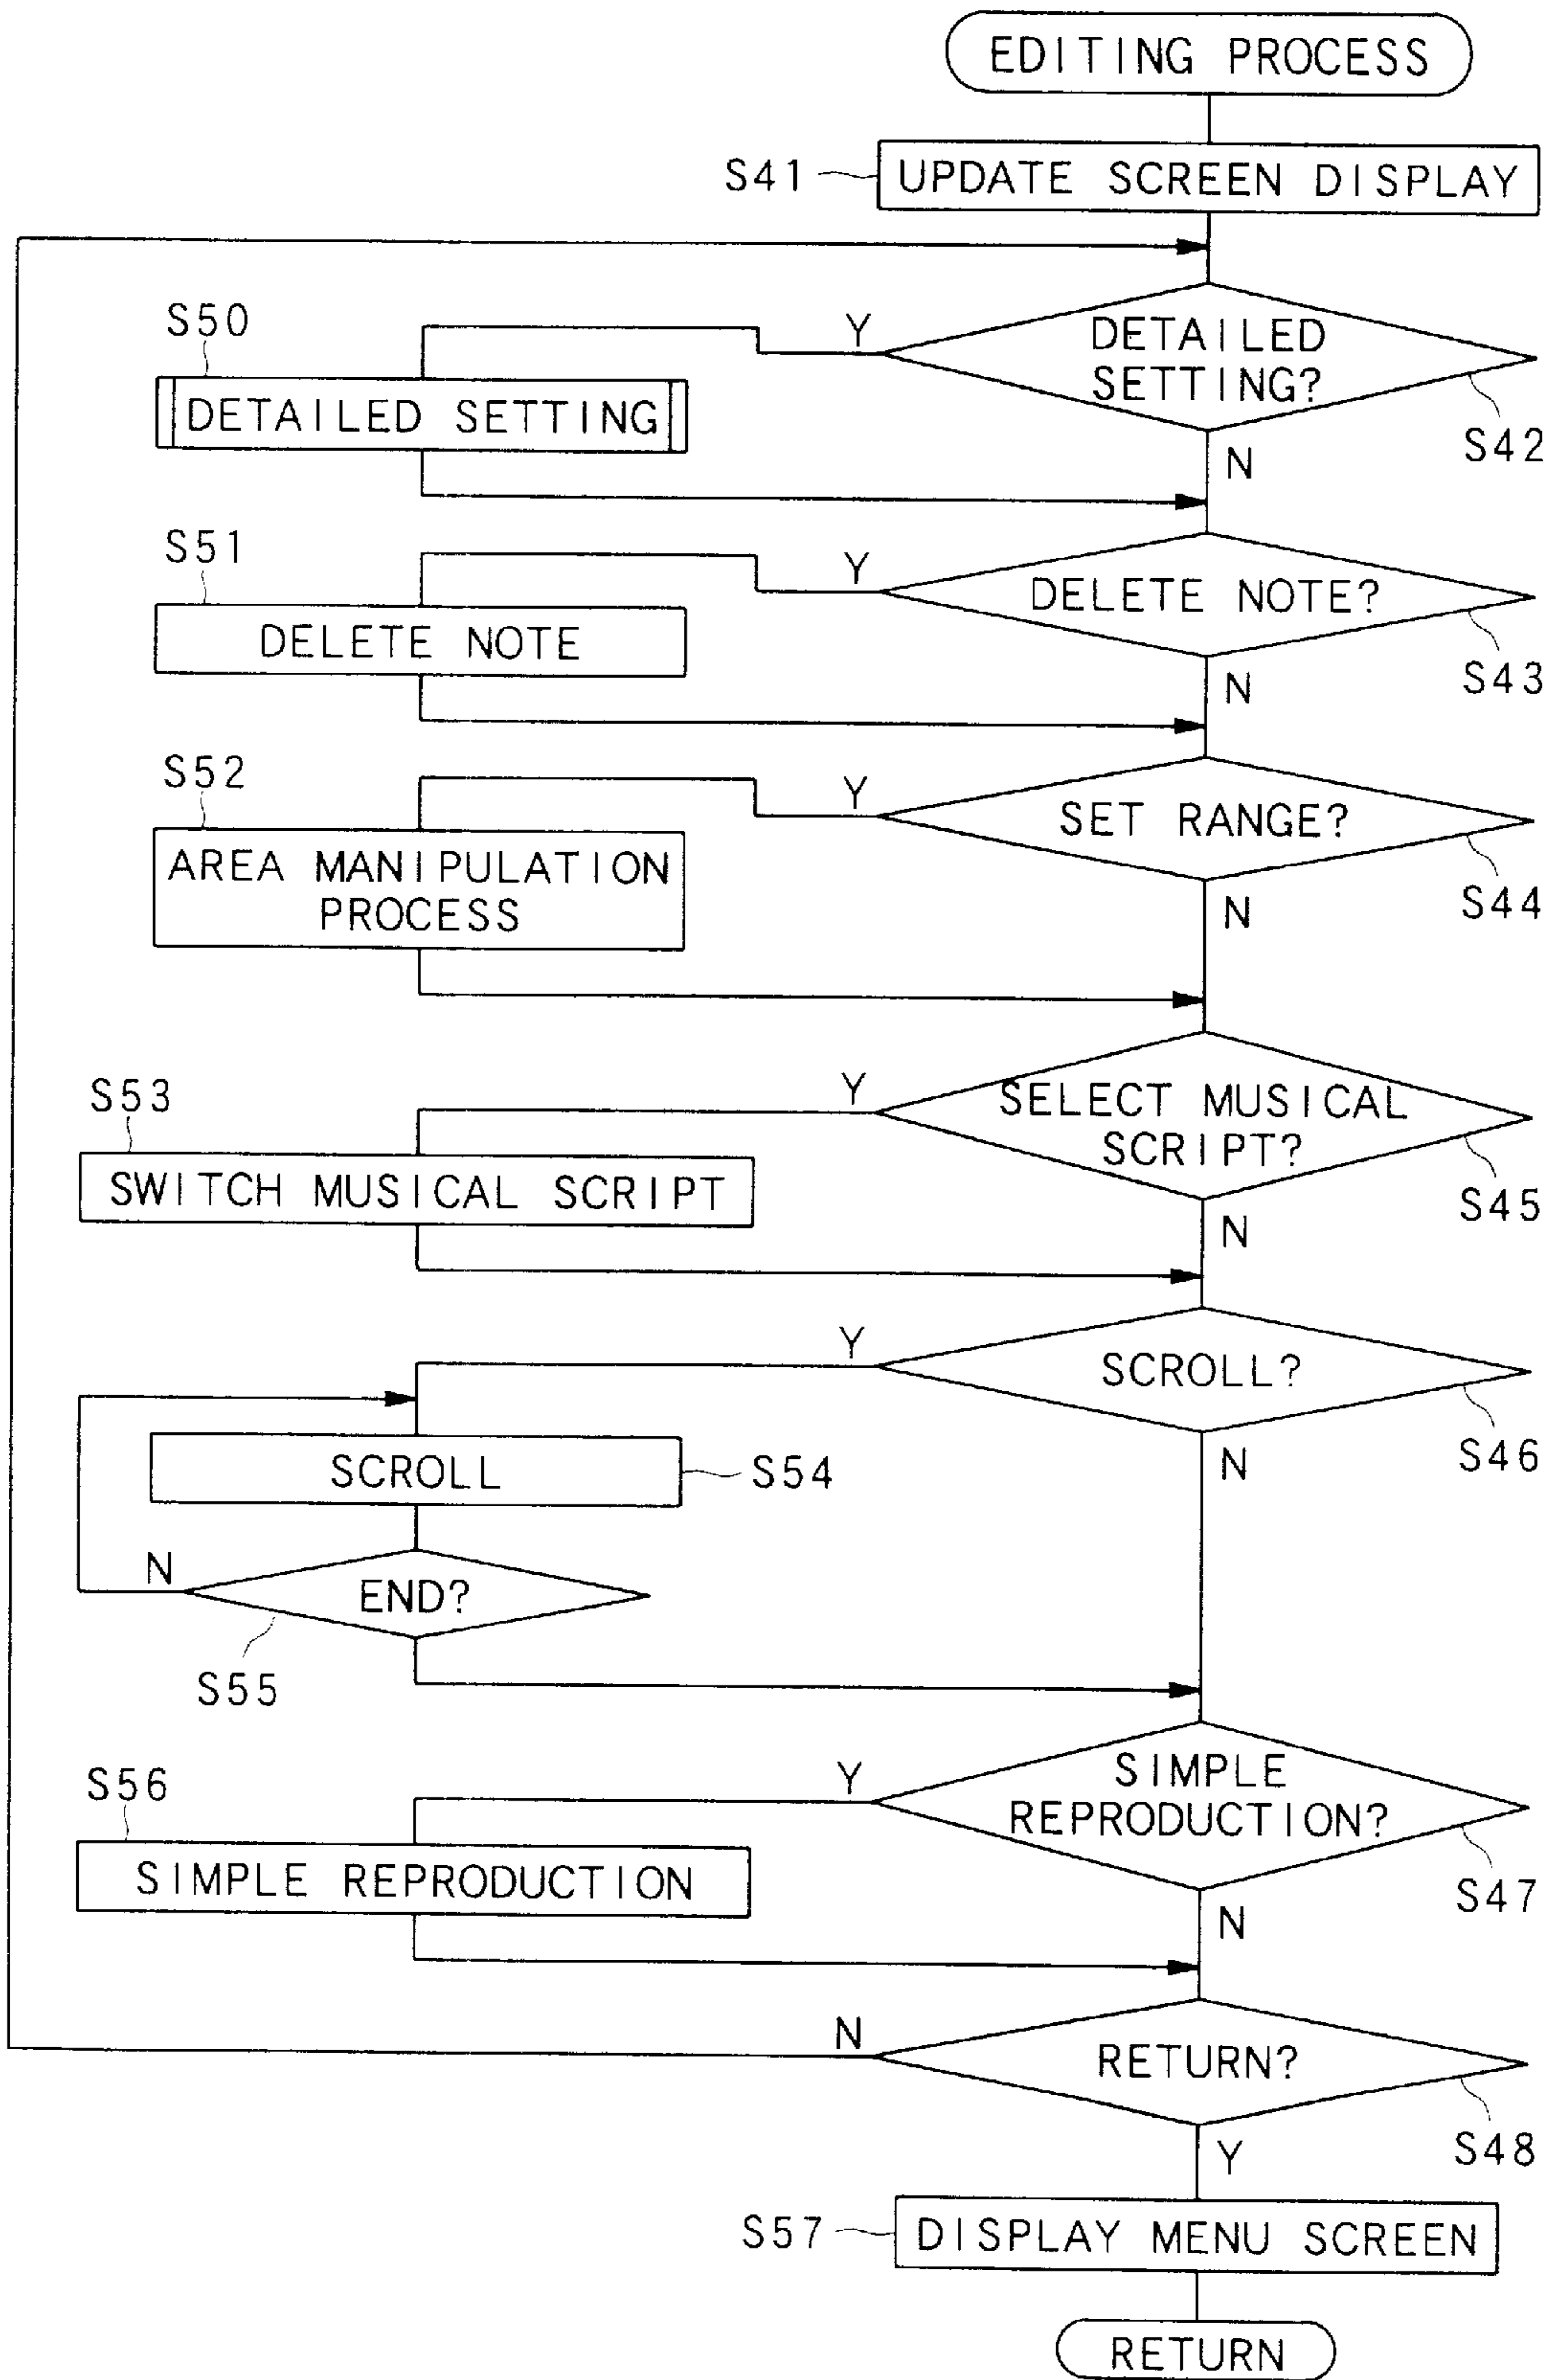 EDITING PROCESS
S41
UPDATE SCREEN DISPLAY
S50
Y
DETAILED
SETTING?
DETAILED SETTING
S42
N
S51
Y
DELETE NOTE?
DELETE NOTE
S43
N
S52
Y
SET RANGE?
AREA MANIPULATION
PROCESS
S44
N
S53
Y
SELECT MUSICAL
SCRIPT?
SWITCH MUSICAL SCRIPT
S45
N
Y
SCROLL?
S46
SCROLL
S54
N
N
END?
S55
S56
Y
SIMPLE
REPRODUCTION?
SIMPLE REPRODUCTION
S47
N
N
RETURN?
S48
Y
S57
DISPLAY MENU SCREEN
RETURN